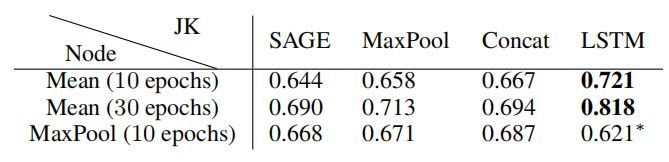 JK
Node SAGE MaxPool Concat LSTM
Mean (10 epochs) 0.644 0.658 0.667 0.721
Mean (30 epochs) 0.690 0.713 0.694 0.818
MaxPool (10 epochs) 0.668 0.671 0.687 0.621*